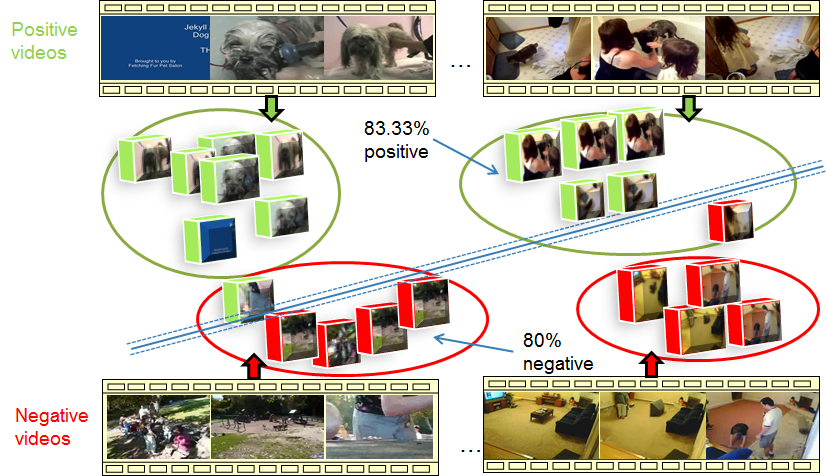 Positive
videos
Jekyll
Dog
TH
Brought to you by
Fetching Fur Pet Salon
...
...
83.33%
positive
80%
negative
Negative
videos
...